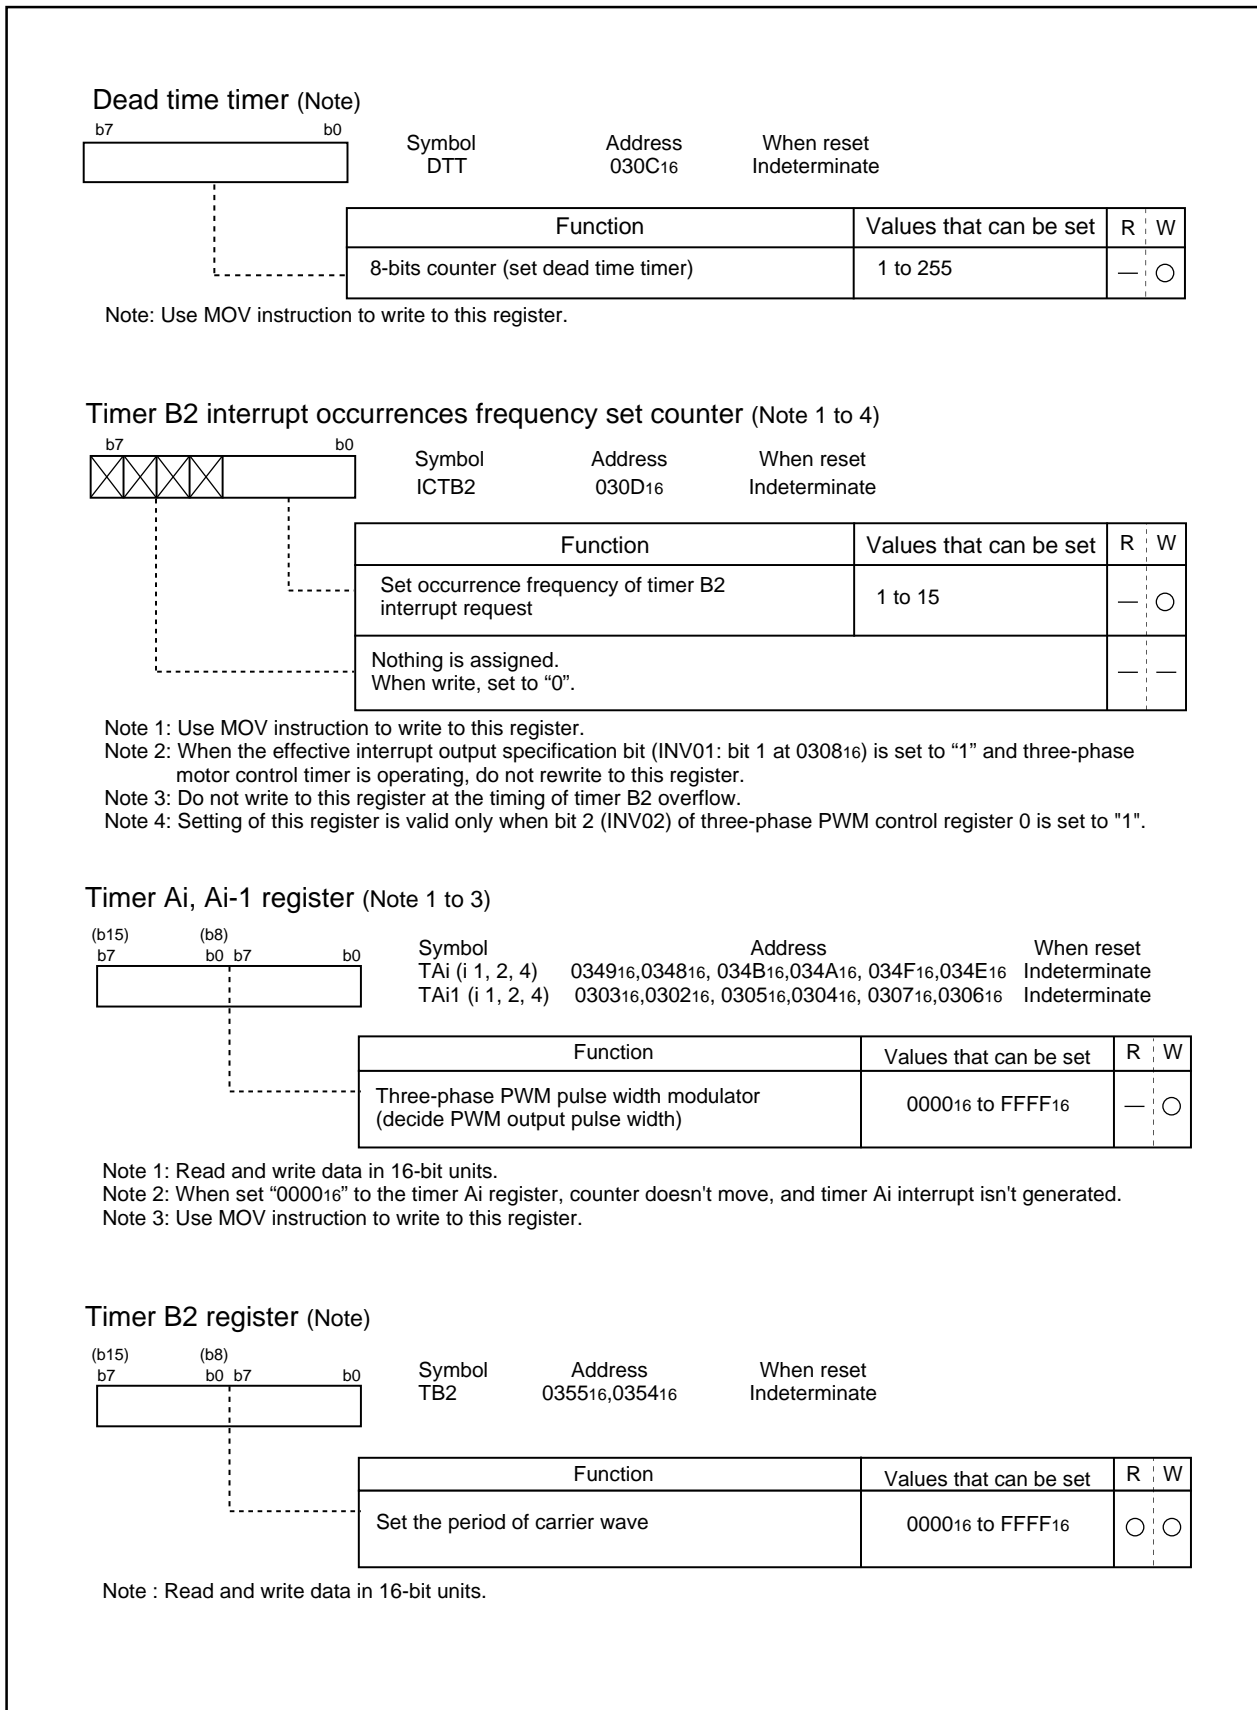 Dead time timer (Note)
b7 b0
Symbol Address When reset
DTT 030C16 Indeterminate
Function Values that can be set R W
8-bits counter (set dead time timer) 1 to 255 — ○
Note: Use MOV instruction to write to this register.
Timer B2 interrupt occurrences frequency set counter (Note 1 to 4)
b7 b0
Symbol Address When reset
ICTB2 030D16 Indeterminate
Function Values that can be set R W
Set occurrence frequency of timer B2
interrupt request 1 to 15 — ○
Nothing is assigned.
When write, set to “0”. — —
Note 1: Use MOV instruction to write to this register.
Note 2: When the effective interrupt output specification bit (INV01: bit 1 at 030816) is set to “1” and three-phase
motor control timer is operating, do not rewrite to this register.
Note 3: Do not write to this register at the timing of timer B2 overflow.
Note 4: Setting of this register is valid only when bit 2 (INV02) of three-phase PWM control register 0 is set to "1".
Timer Ai, Ai-1 register (Note 1 to 3)
(b15) (b8)
b7 b0 b7 b0
Symbol Address When reset
TAi (i 1, 2, 4) 034916,034816, 034B16,034A16, 034F16,034E16 Indeterminate
TAi1 (i 1, 2, 4) 030316,030216, 030516,030416, 030716,030616 Indeterminate
Function Values that can be set R W
Three-phase PWM pulse width modulator
(decide PWM output pulse width) 000016 to FFFF16 — ○
Note 1: Read and write data in 16-bit units.
Note 2: When set “000016” to the timer Ai register, counter doesn't move, and timer Ai interrupt isn't generated.
Note 3: Use MOV instruction to write to this register.
Timer B2 register (Note)
(b15) (b8)
b7 b0 b7 b0
Symbol Address When reset
TB2 035516,035416 Indeterminate
Function Values that can be set R W
Set the period of carrier wave 000016 to FFFF16 ○ ○
Note : Read and write data in 16-bit units.